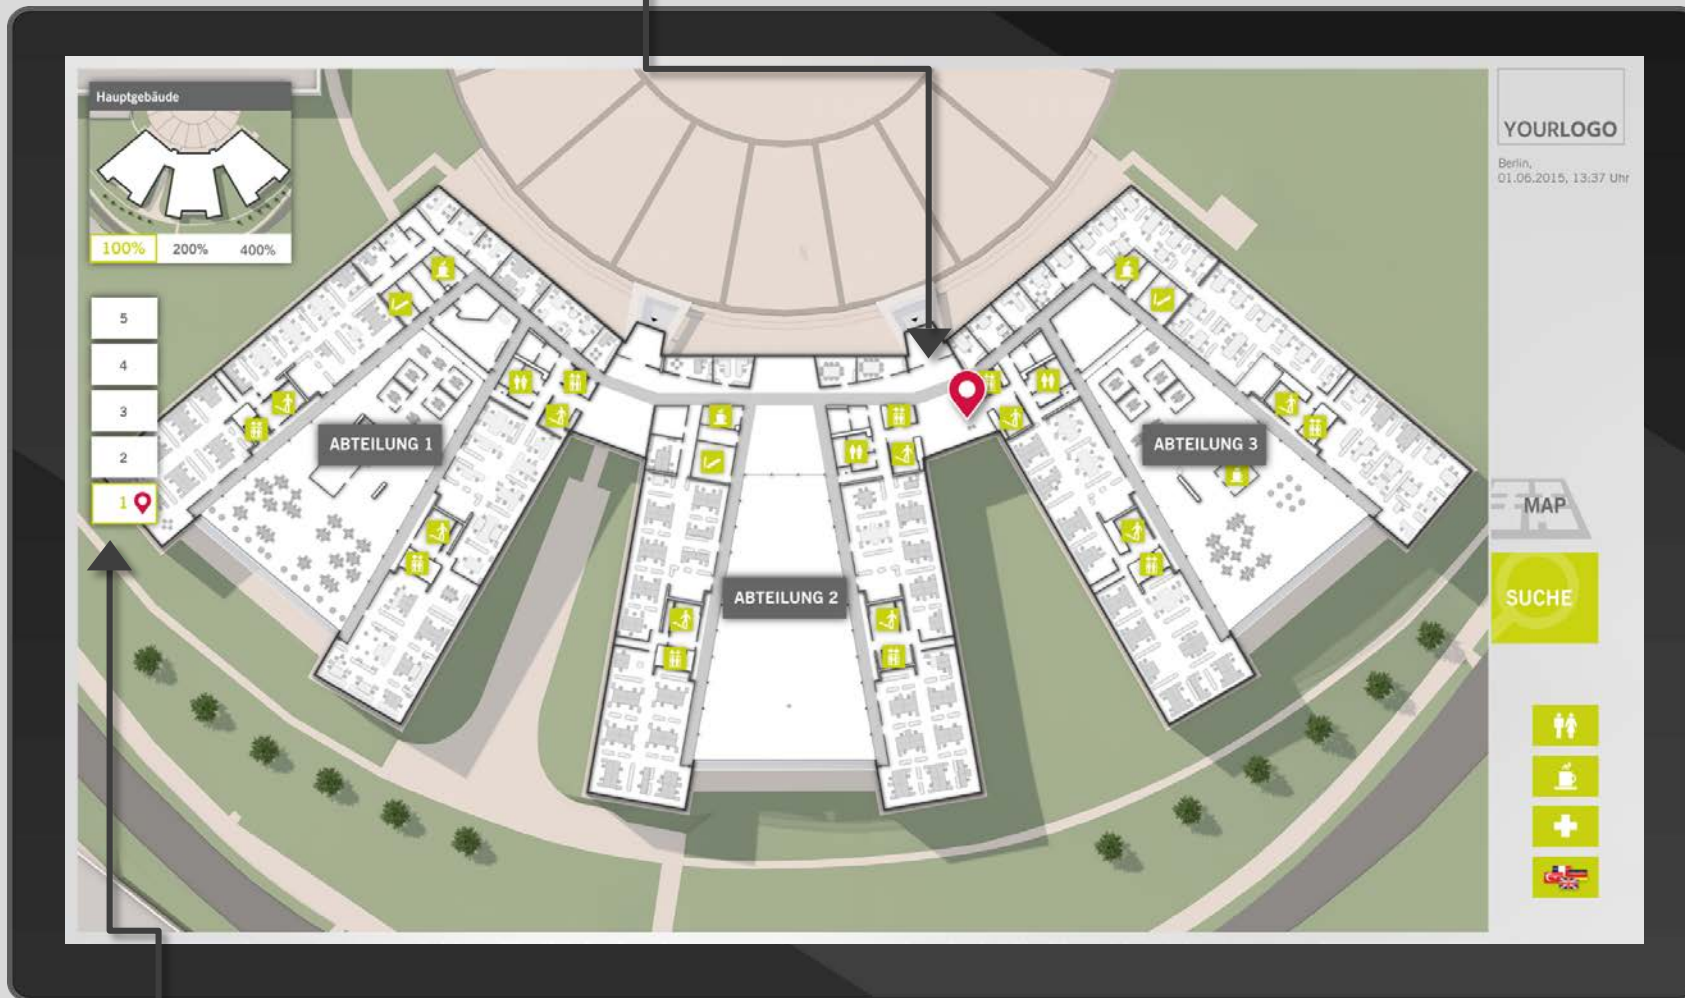 Hauptgebäude
100% 200% 400%
5
4
3
2
1
ABTEILUNG 1
ABTEILUNG 2
ABTEILUNG 3
YOURLOGO
Berlin,
01.06.2015, 13:37 Uhr
MAP
SUCHE